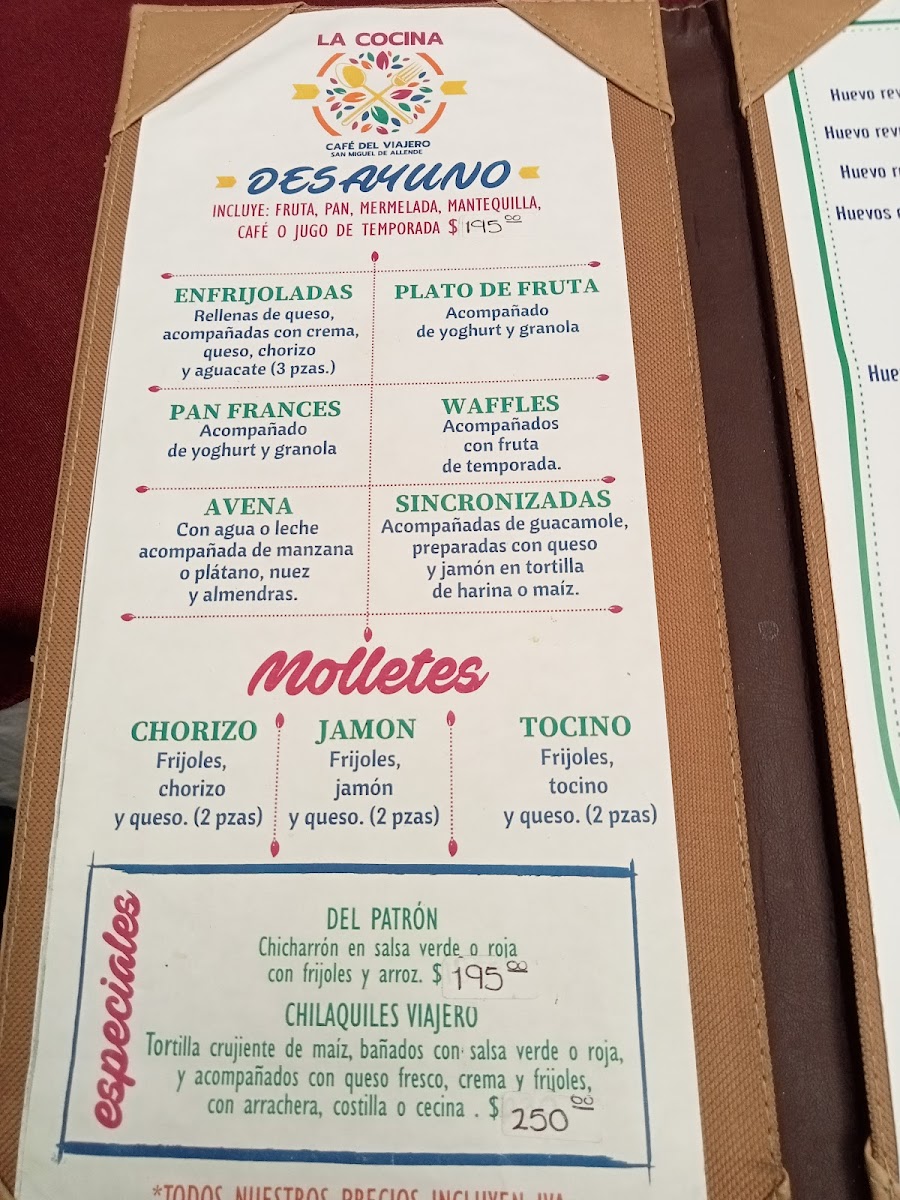 LA COCINA
CAFÉ DEL VIAJERO
SAN MIGUEL DE ALLENDE
DESAYUNO
INCLUYE: FRUTA, PAN, MERMELADA, MANTEQUILLA,
CAFÉ O JUGO DE TEMPORADA $ 195.00
ENFRIJOLADAS
Rellenas de queso,
acompañadas con crema,
queso, chorizo
y aguacate (3 pzas.)
PLATO DE FRUTA
Acompañado
de yoghurt y granola
PAN FRANCES
Acompañado
de yoghurt y granola
WAFFLES
Acompañados
con fruta
de temporada.
AVENA
Con agua o leche
acompañada de manzana
o plátano, nuez
y almendras.
SINCRONIZADAS
Acompañadas de guacamole,
preparadas con queso
y jamón en tortilla
de harina o maíz.
Molletes
CHORIZO
Frijoles,
chorizo
y queso. (2 pzas)
JAMON
Frijoles,
jamón
y queso. (2 pzas)
TOCINO
Frijoles,
tocino
y queso. (2 pzas)
especiales
DEL PATRÓN
Chicharrón en salsa verde o roja
con frijoles y arroz. $ 195.00
CHILAQUILES VIAJERO
Tortilla crujiente de maíz, bañados con salsa verde o roja,
y acompañados con queso fresco, crema y frijoles,
con arrachera, costilla o cecina . $ 250.00
*TODOS NUESTROS PRECIOS INCLUYEN IVA
Huevo
Huevo
Huevo
Huevos